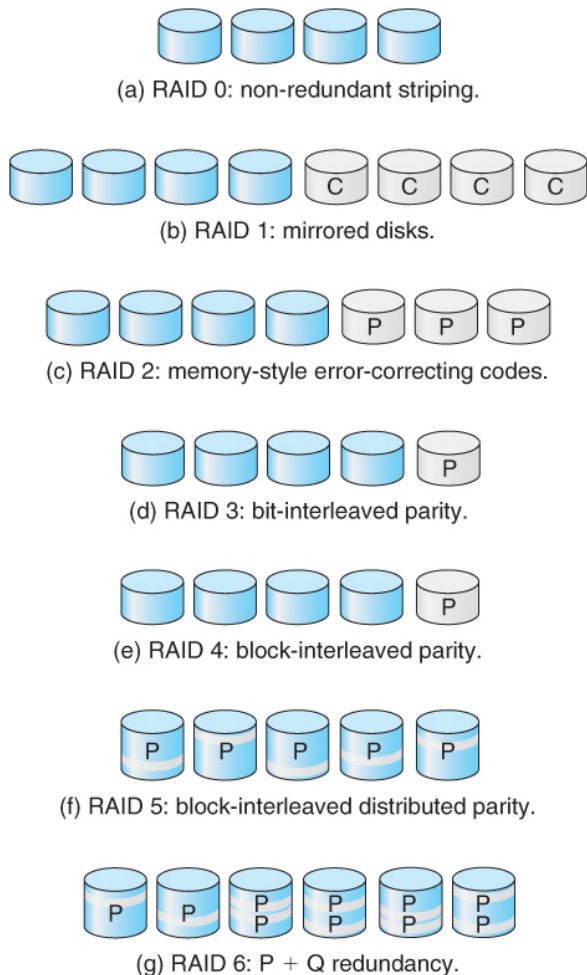 (a) RAID 0: non-redundant striping.
C C C C
(b) RAID 1: mirrored disks.
P P P
(c) RAID 2: memory-style error-correcting codes.
P
(d) RAID 3: bit-interleaved parity.
P
(e) RAID 4: block-interleaved parity.
P P P P P
(f) RAID 5: block-interleaved distributed parity.
P P P P P P
P P P P
(g) RAID 6: P + Q redundancy.